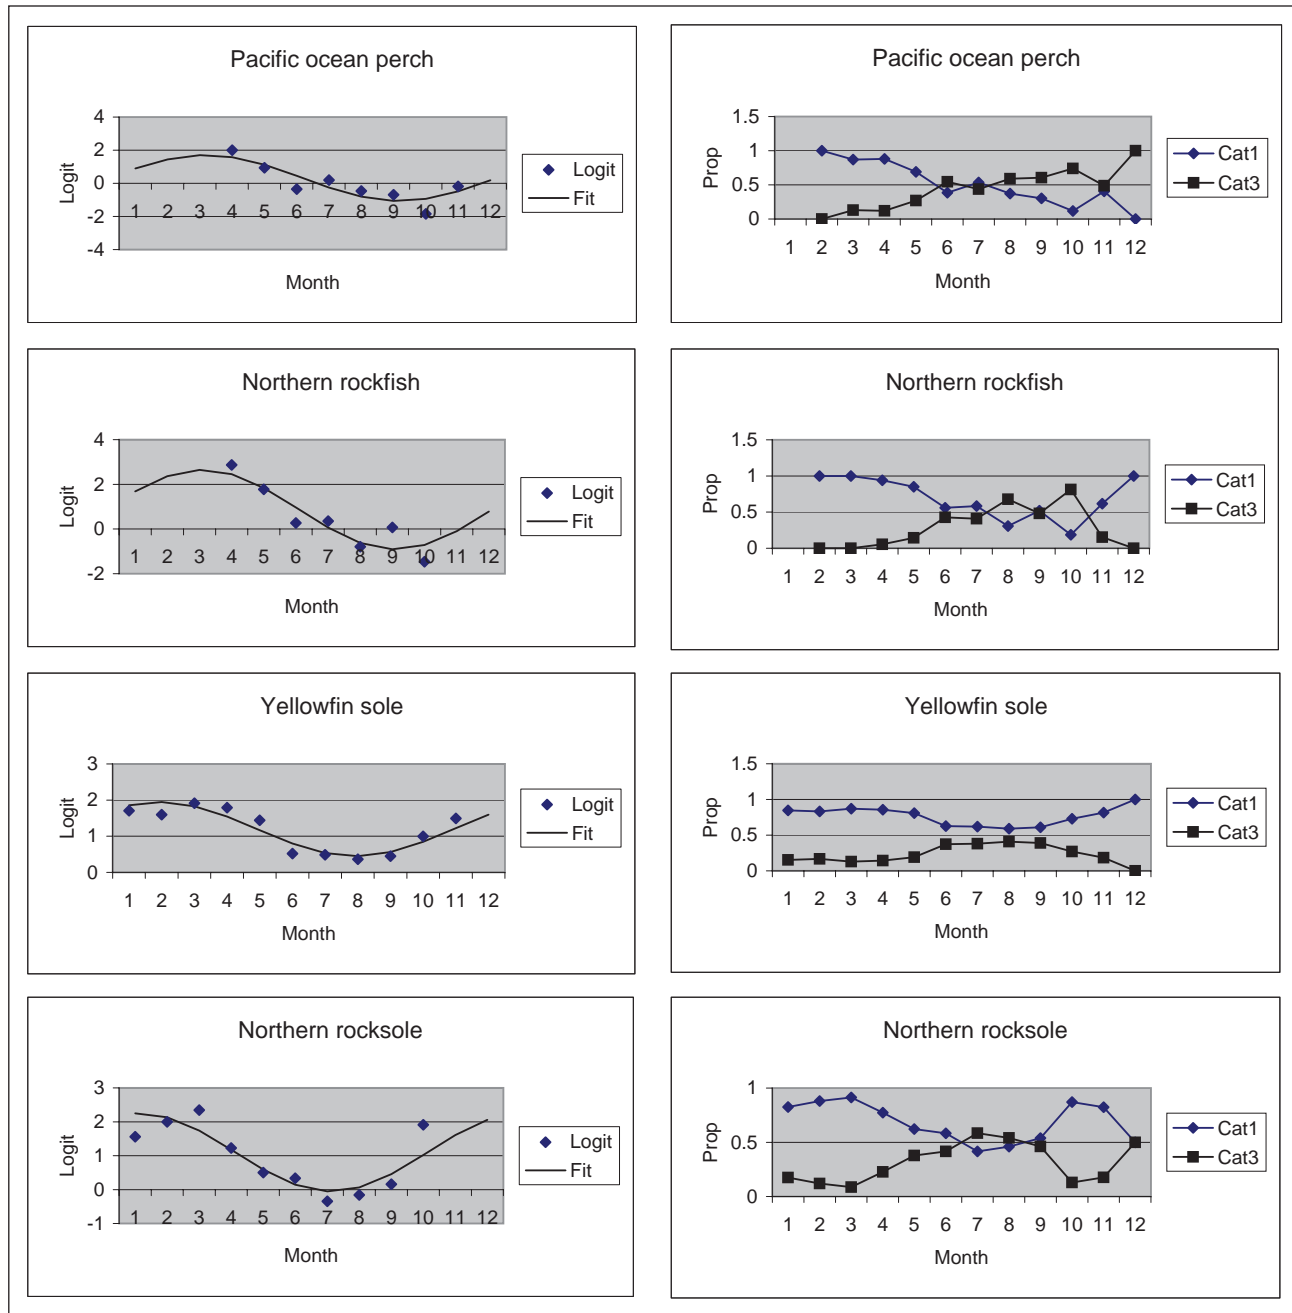 Pacific ocean perch
4
2
0
-2
-4
Logit
1 2 3 4 5 6 7 8 9 10 11 12
Month
Logit
Fit
Pacific ocean perch
1.5
1
0.5
0
Prop
1 2 3 4 5 6 7 8 9 10 11 12
Month
Cat1
Cat3
Northern rockfish
4
2
0
-2
Logit
1 2 3 4 5 6 7 8 9 10 11 12
Month
Logit
Fit
Northern rockfish
1.5
1
0.5
0
Prop
1 2 3 4 5 6 7 8 9 10 11 12
Month
Cat1
Cat3
Yellowfin sole
3
2
1
0
Logit
1 2 3 4 5 6 7 8 9 10 11 12
Month
Logit
Fit
Yellowfin sole
1.5
1
0.5
0
Prop
1 2 3 4 5 6 7 8 9 10 11 12
Month
Cat1
Cat3
Northern rocksole
3
2
1
0
-1
Logit
1 2 3 4 5 6 7 8 9 10 11 12
Month
Logit
Fit
Northern rocksole
1
0.5
0
Prop
1 2 3 4 5 6 7 8 9 10 11 12
Month
Cat1
Cat3